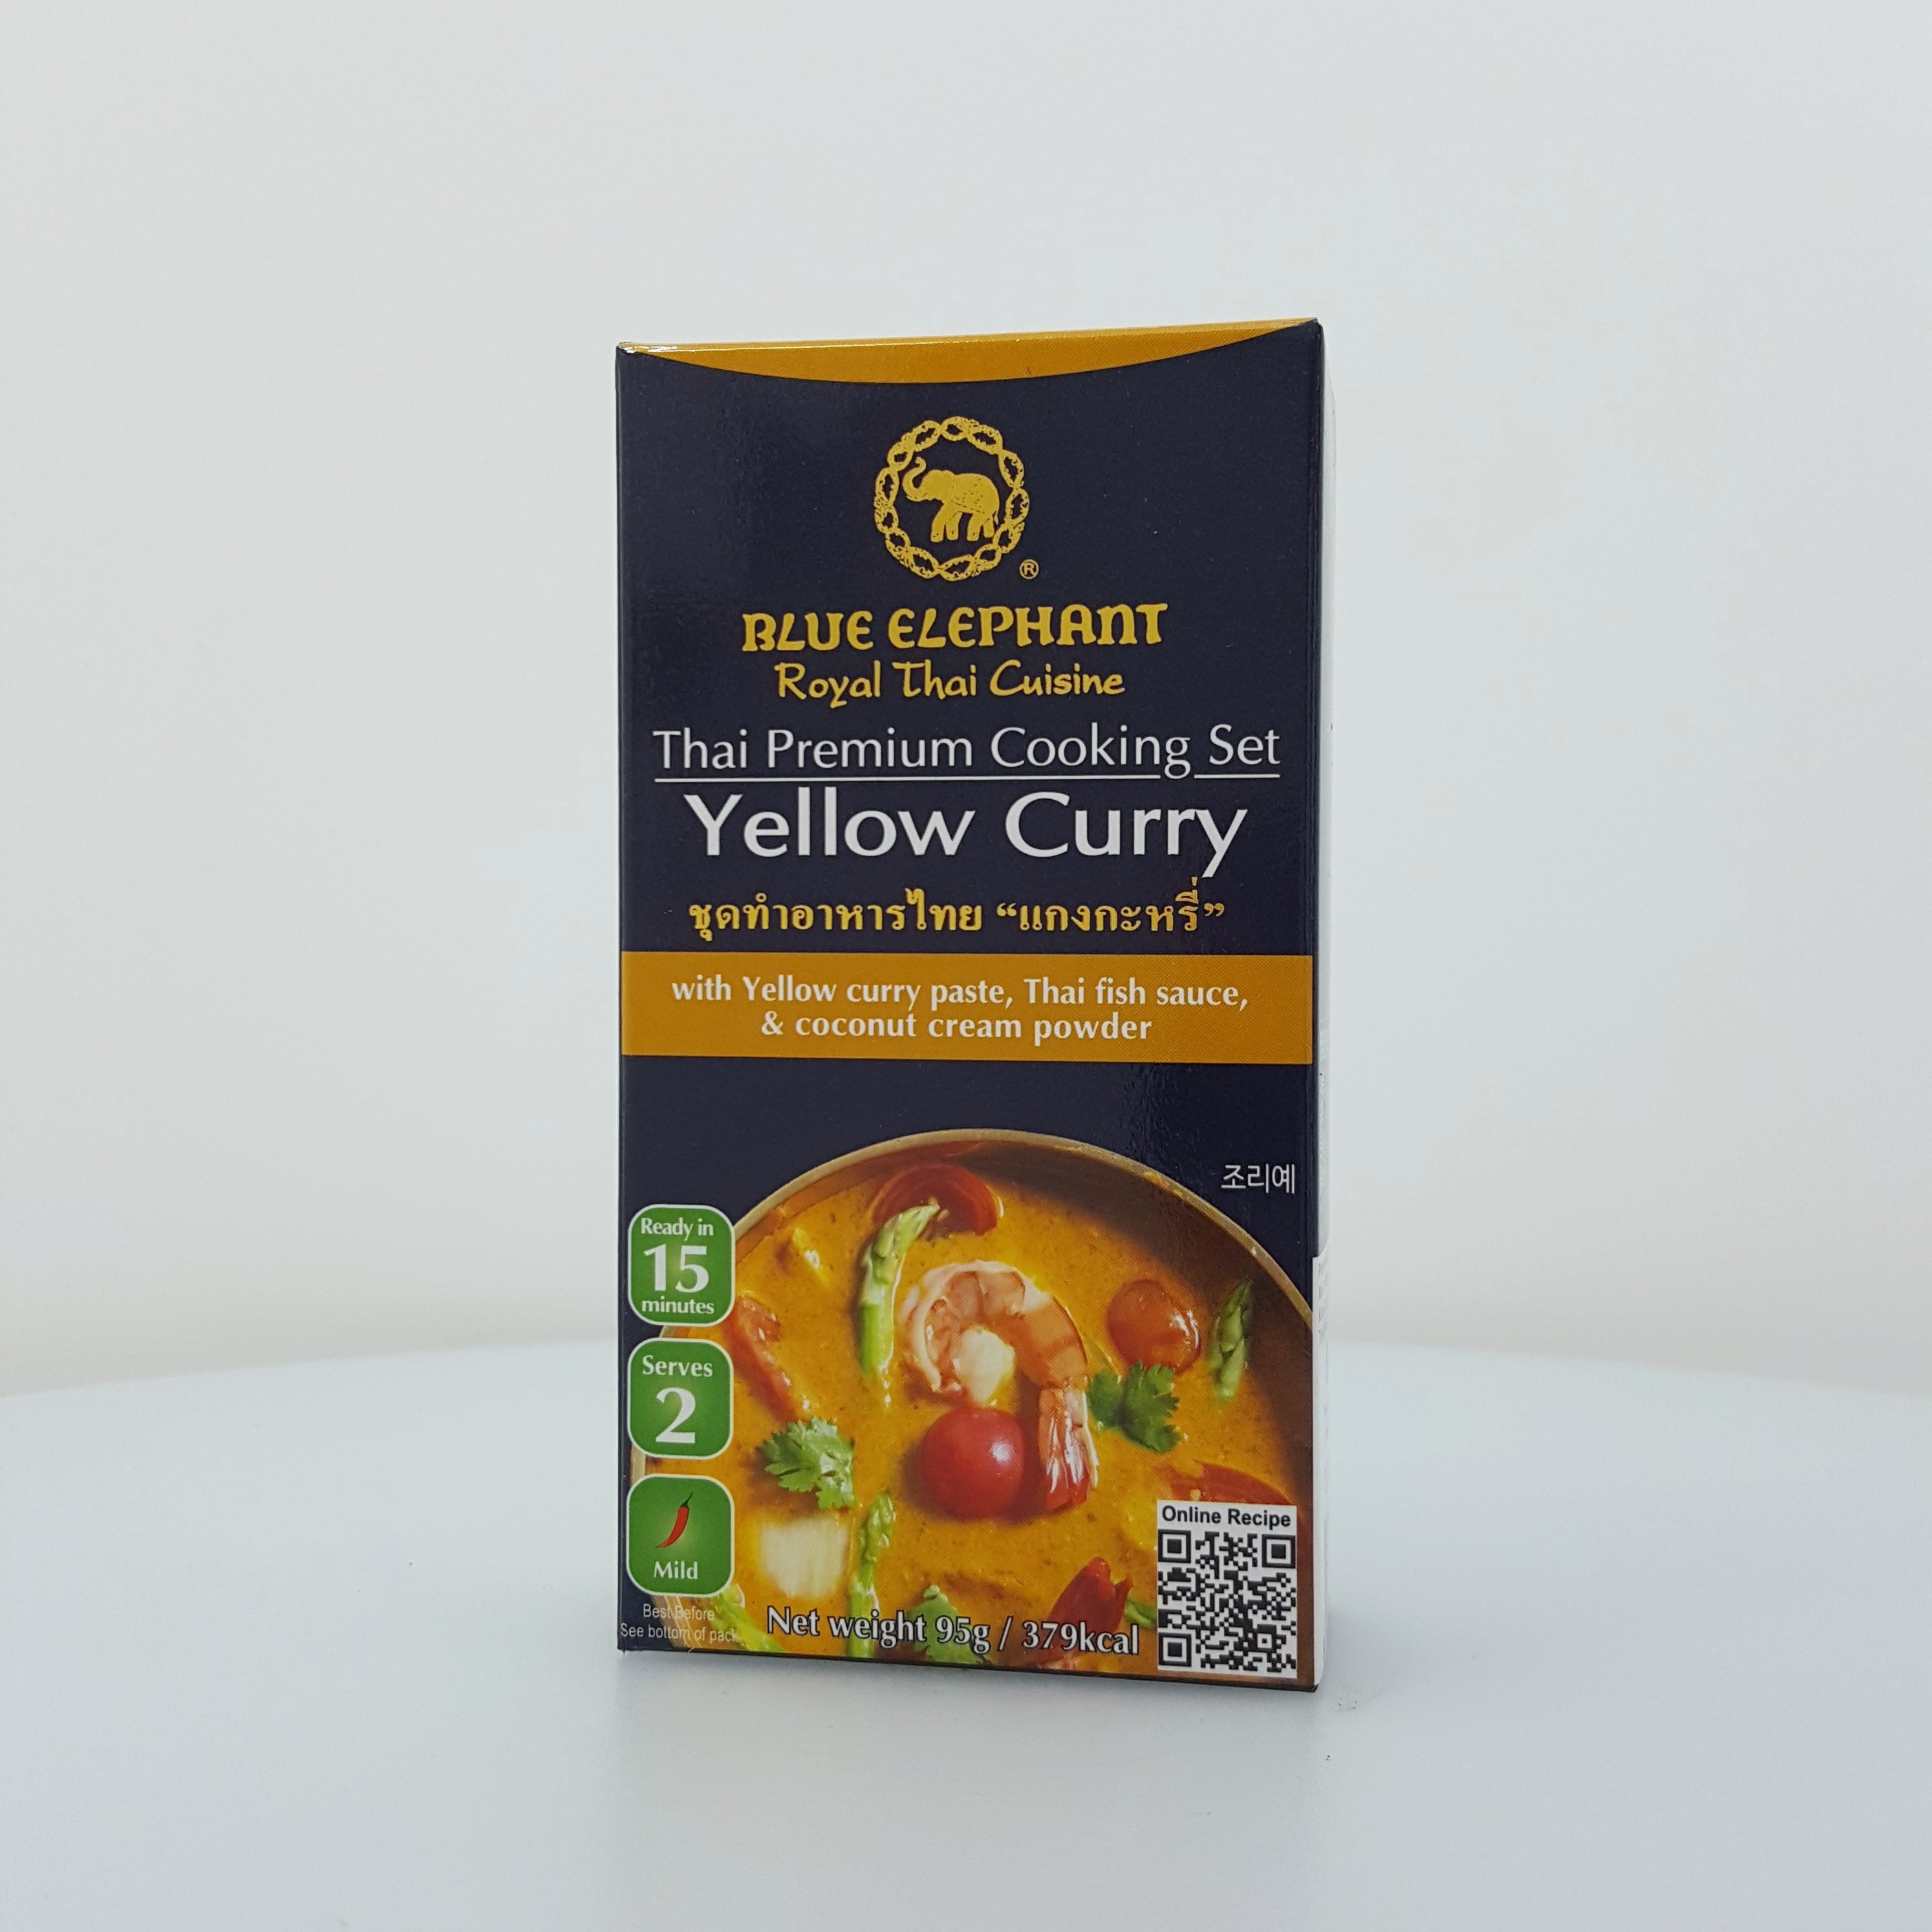 ®
BLUE ELEPHANT
Royal Thai Cuisine
Thai Premium Cooking Set
Yellow Curry
ชุดทำอาหารไทย “แกงกะหรี่”
with Yellow curry paste, Thai fish sauce,
& coconut cream powder
조리예
Ready in
15
minutes
Serves
2
Mild
Best Before
See bottom of pack
Net weight 95g / 379kcal
Online Recipe